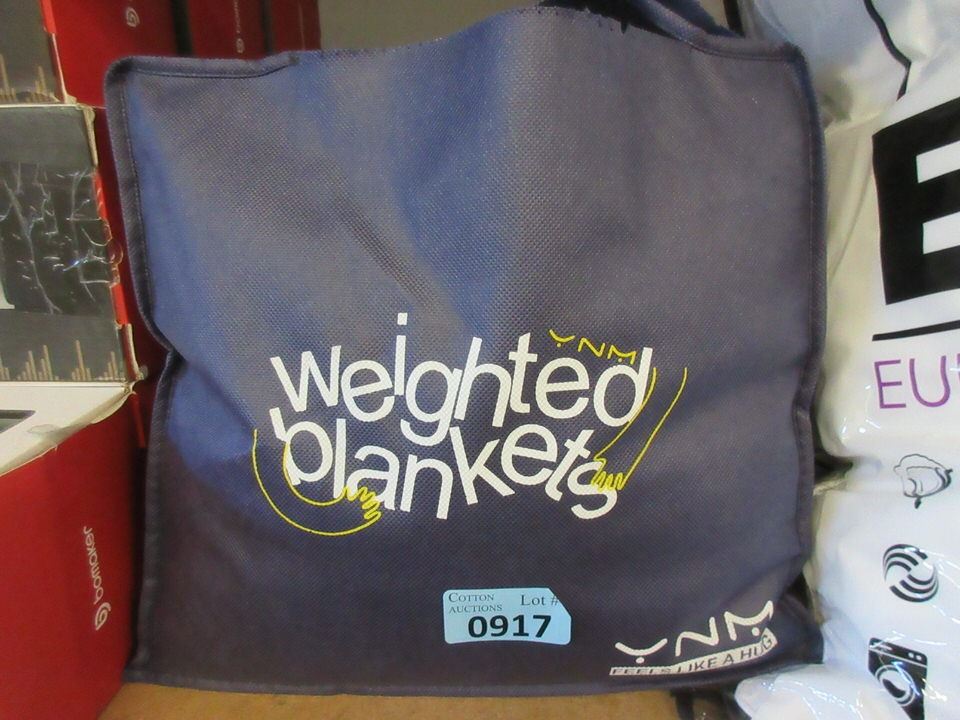 YNM
weighted
blankets
COTTON
AUCTIONS
Lot #
0917
YNM
FEELS LIKE A HUG
E
EU